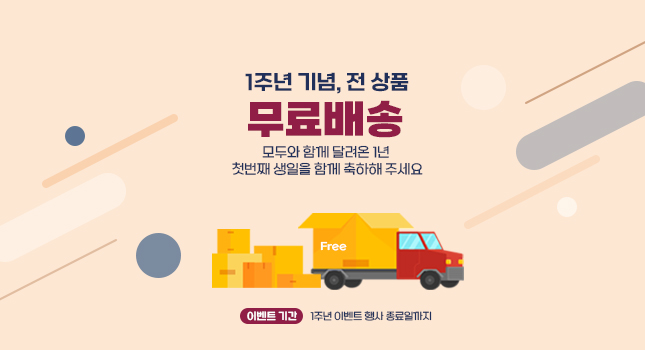 1주년 기념, 전 상품
무료배송
모두와 함께 달려온 1년
첫번째 생일을 함께 축하해 주세요
Free
이벤트 기간 1주년 이벤트 행사 종료일까지